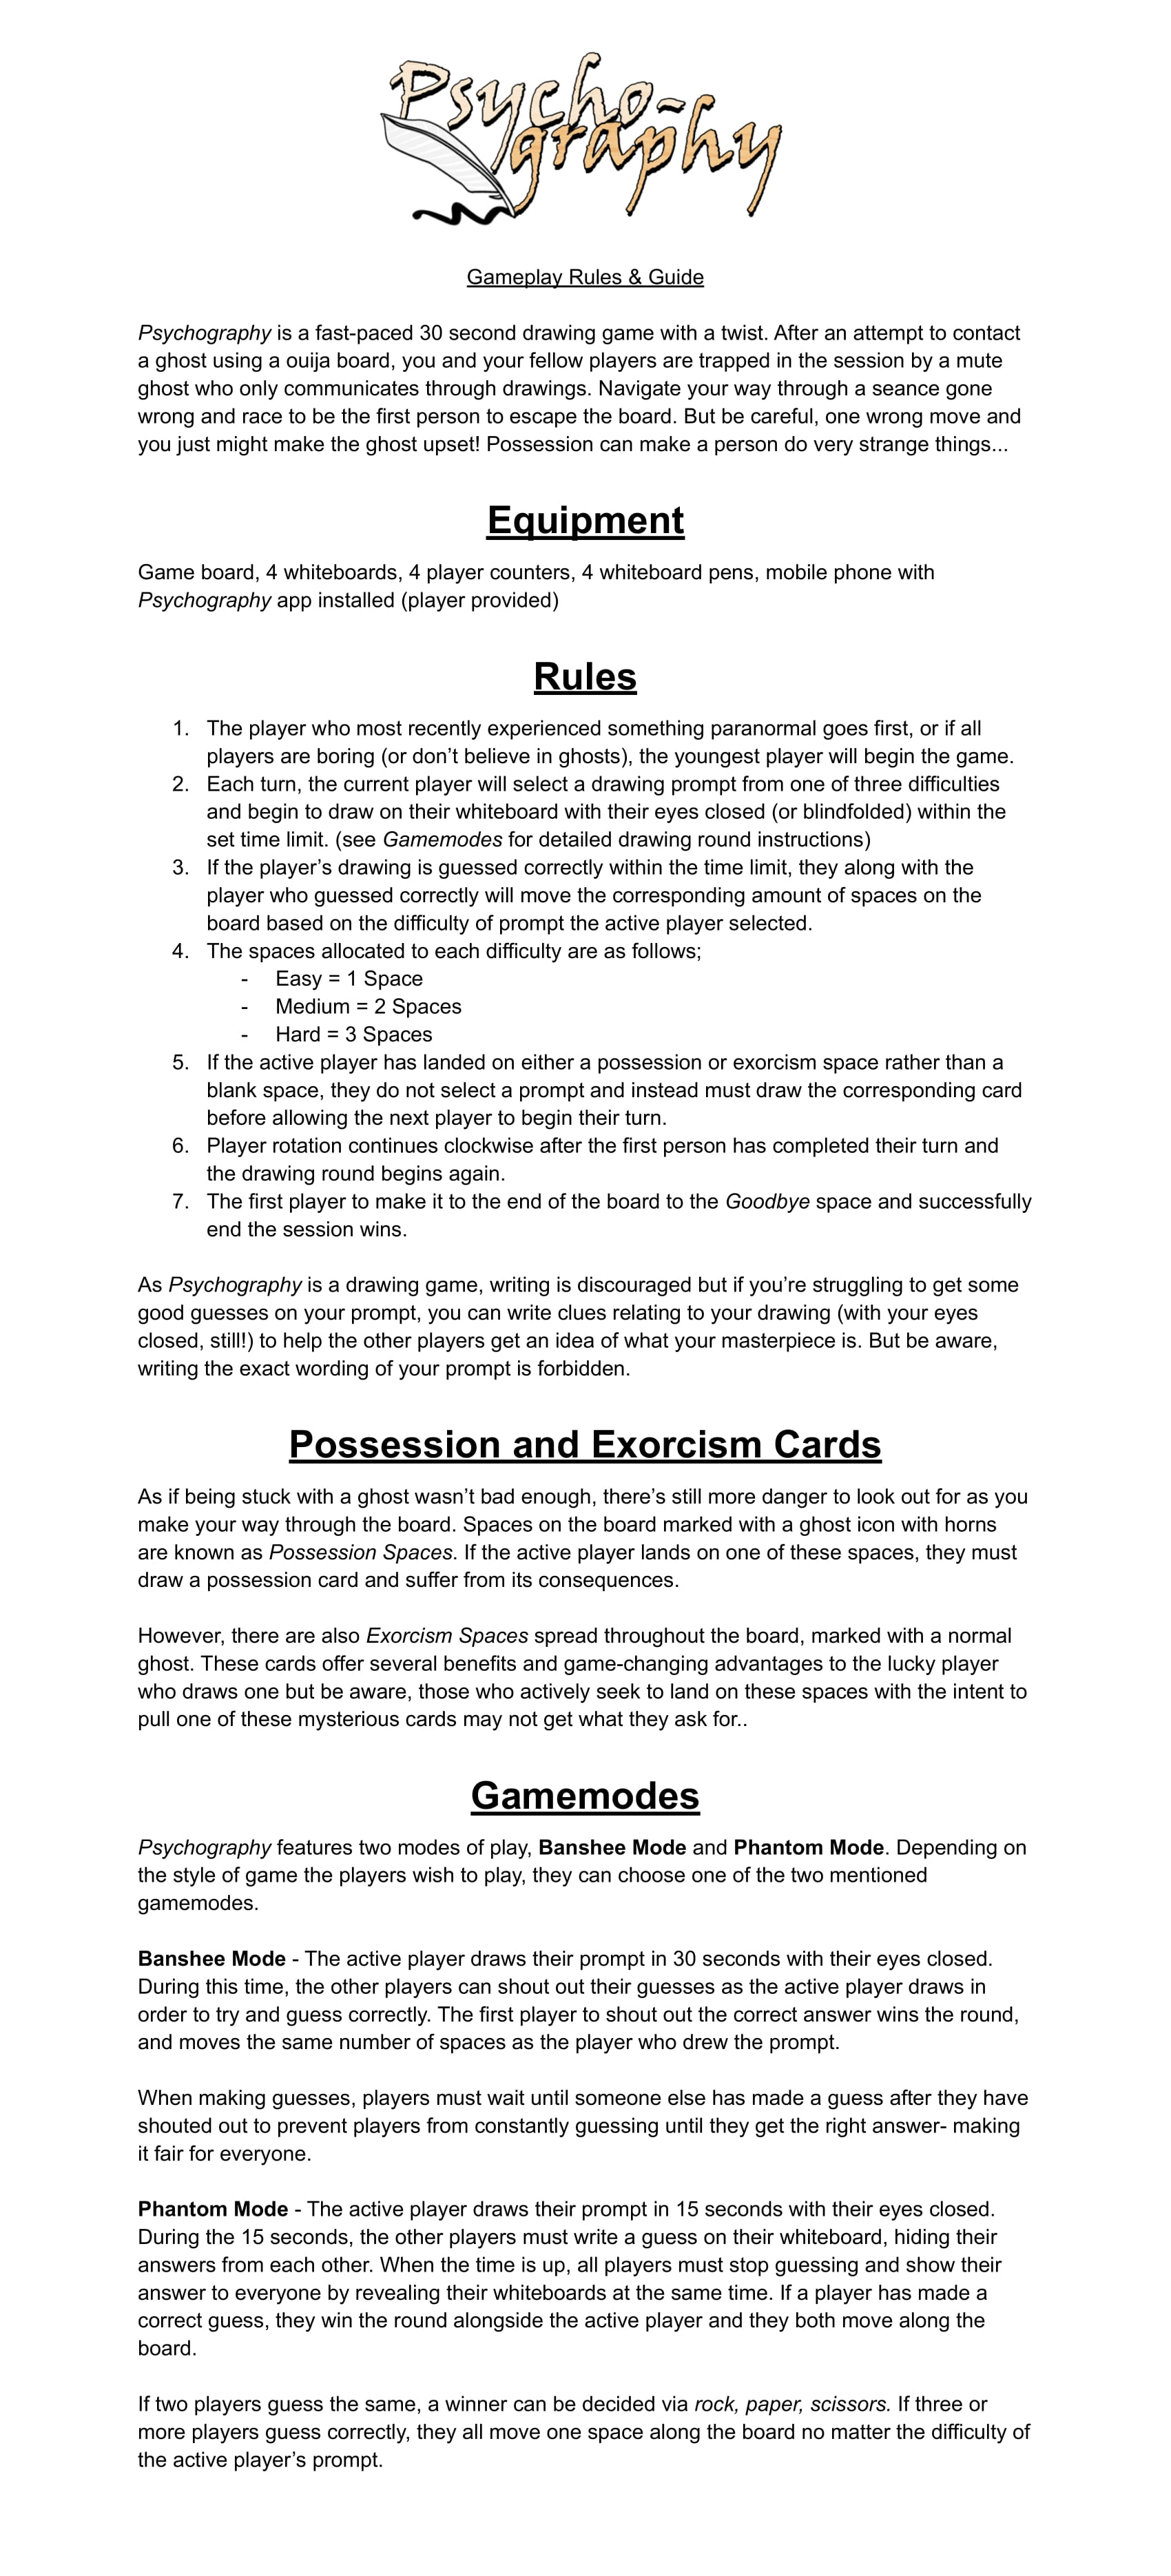 Psycho-
graphy
Gameplay Rules & Guide
Psychography is a fast-paced 30 second drawing game with a twist. After an attempt to contact
a ghost using a ouija board, you and your fellow players are trapped in the session by a mute
ghost who only communicates through drawings. Navigate your way through a seance gone
wrong and race to be the first person to escape the board. But be careful, one wrong move and
you just might make the ghost upset! Possession can make a person do very strange things...
Equipment
Game board, 4 whiteboards, 4 player counters, 4 whiteboard pens, mobile phone with
Psychography app installed (player provided)
Rules
1. The player who most recently experienced something paranormal goes first, or if all
players are boring (or don’t believe in ghosts), the youngest player will begin the game.
2. Each turn, the current player will select a drawing prompt from one of three difficulties
and begin to draw on their whiteboard with their eyes closed (or blindfolded) within the
set time limit. (see Gamemodes for detailed drawing round instructions)
3. If the player’s drawing is guessed correctly within the time limit, they along with the
player who guessed correctly will move the corresponding amount of spaces on the
board based on the difficulty of prompt the active player selected.
4. The spaces allocated to each difficulty are as follows;
- Easy = 1 Space
- Medium = 2 Spaces
- Hard = 3 Spaces
5. If the active player has landed on either a possession or exorcism space rather than a
blank space, they do not select a prompt and instead must draw the corresponding card
before allowing the next player to begin their turn.
6. Player rotation continues clockwise after the first person has completed their turn and
the drawing round begins again.
7. The first player to make it to the end of the board to the Goodbye space and successfully
end the session wins.
As Psychography is a drawing game, writing is discouraged but if you’re struggling to get some
good guesses on your prompt, you can write clues relating to your drawing (with your eyes
closed, still!) to help the other players get an idea of what your masterpiece is. But be aware,
writing the exact wording of your prompt is forbidden.
Possession and Exorcism Cards
As if being stuck with a ghost wasn’t bad enough, there’s still more danger to look out for as you
make your way through the board. Spaces on the board marked with a ghost icon with horns
are known as Possession Spaces. If the active player lands on one of these spaces, they must
draw a possession card and suffer from its consequences.
However, there are also Exorcism Spaces spread throughout the board, marked with a normal
ghost. These cards offer several benefits and game-changing advantages to the lucky player
who draws one but be aware, those who actively seek to land on these spaces with the intent to
pull one of these mysterious cards may not get what they ask for..
Gamemodes
Psychography features two modes of play, Banshee Mode and Phantom Mode. Depending on
the style of game the players wish to play, they can choose one of the two mentioned
gamemodes.
Banshee Mode - The active player draws their prompt in 30 seconds with their eyes closed.
During this time, the other players can shout out their guesses as the active player draws in
order to try and guess correctly. The first player to shout out the correct answer wins the round,
and moves the same number of spaces as the player who drew the prompt.
When making guesses, players must wait until someone else has made a guess after they have
shouted out to prevent players from constantly guessing until they get the right answer- making
it fair for everyone.
Phantom Mode - The active player draws their prompt in 15 seconds with their eyes closed.
During the 15 seconds, the other players must write a guess on their whiteboard, hiding their
answers from each other. When the time is up, all players must stop guessing and show their
answer to everyone by revealing their whiteboards at the same time. If a player has made a
correct guess, they win the round alongside the active player and they both move along the
board.
If two players guess the same, a winner can be decided via rock, paper, scissors. If three or
more players guess correctly, they all move one space along the board no matter the difficulty of
the active player’s prompt.